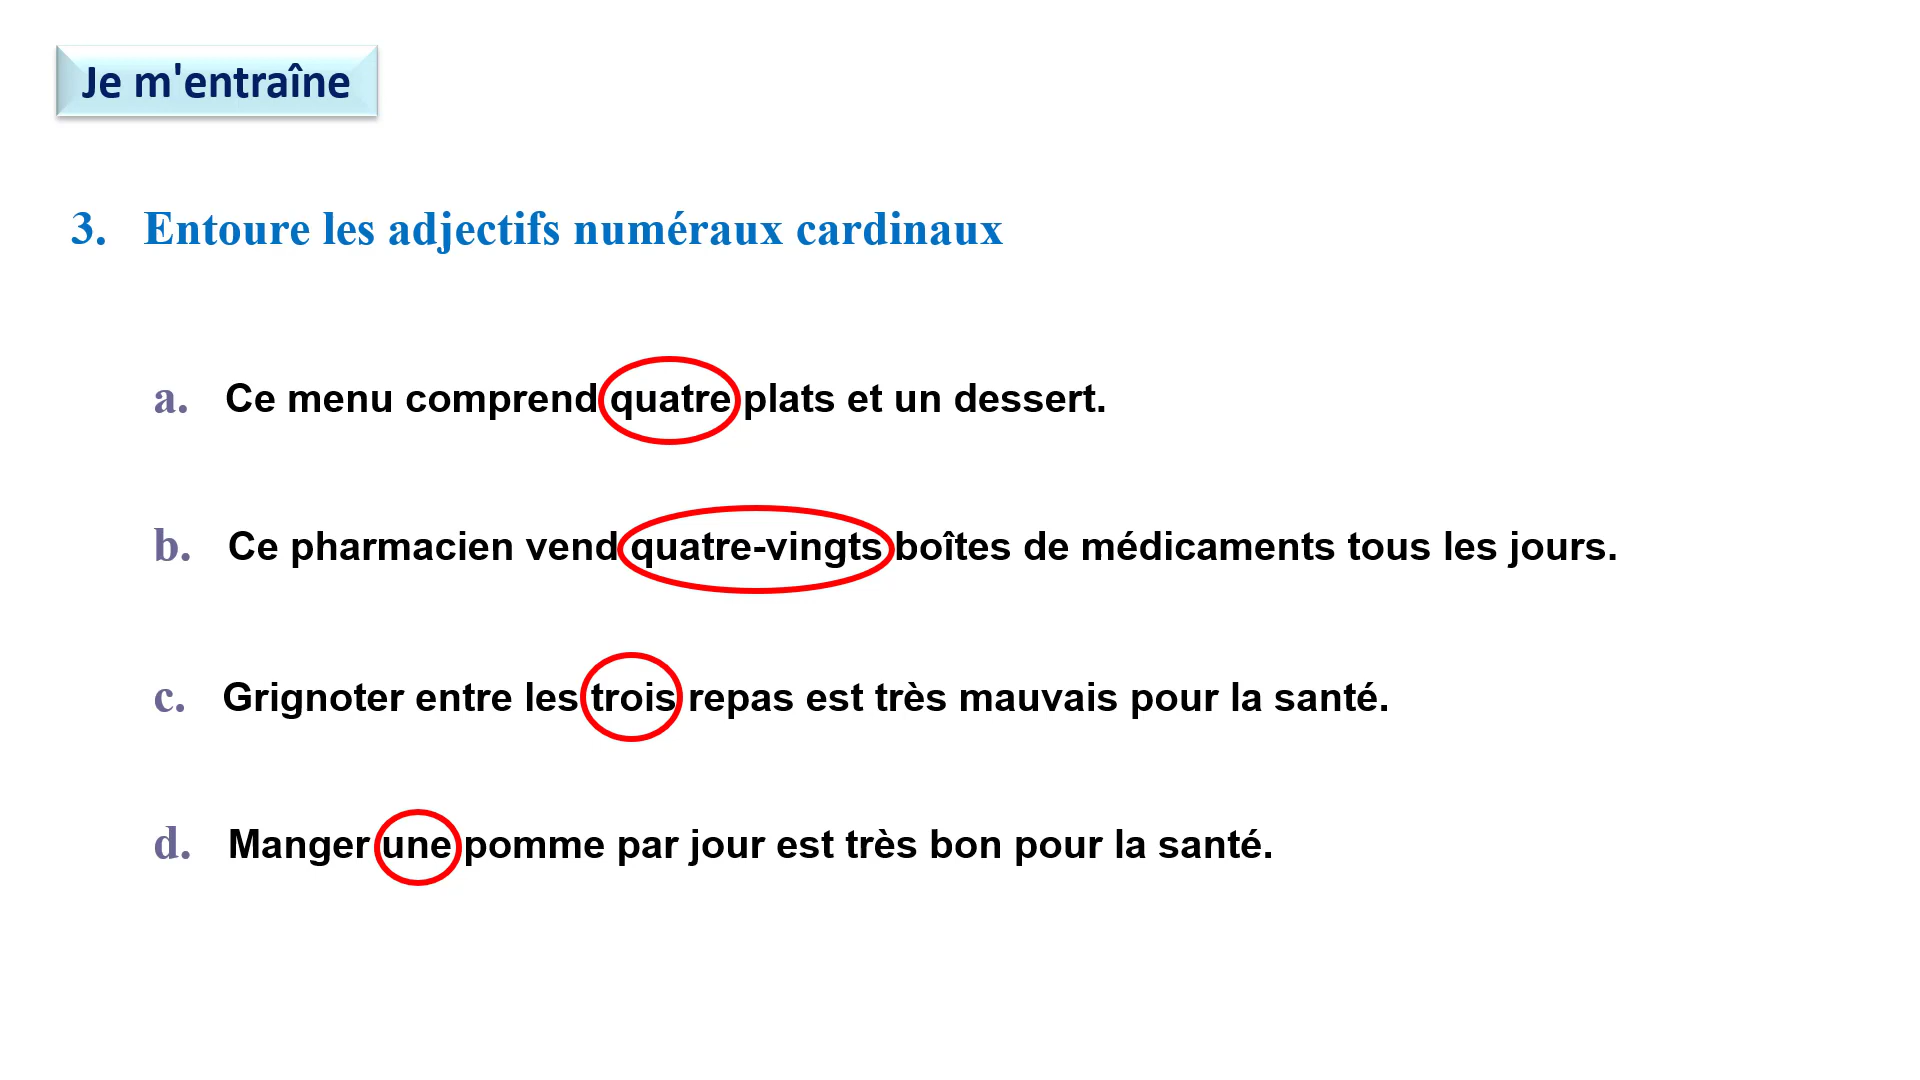 Je m'entraîne
3. Entoure les adjectifs numéraux cardinaux
a. Ce menu comprend quatre plats et un dessert.
b. Ce pharmacien vend quatre-vingts boîtes de médicaments tous les jours.
c. Grignoter entre les trois repas est très mauvais pour la santé.
d. Manger une pomme par jour est très bon pour la santé.